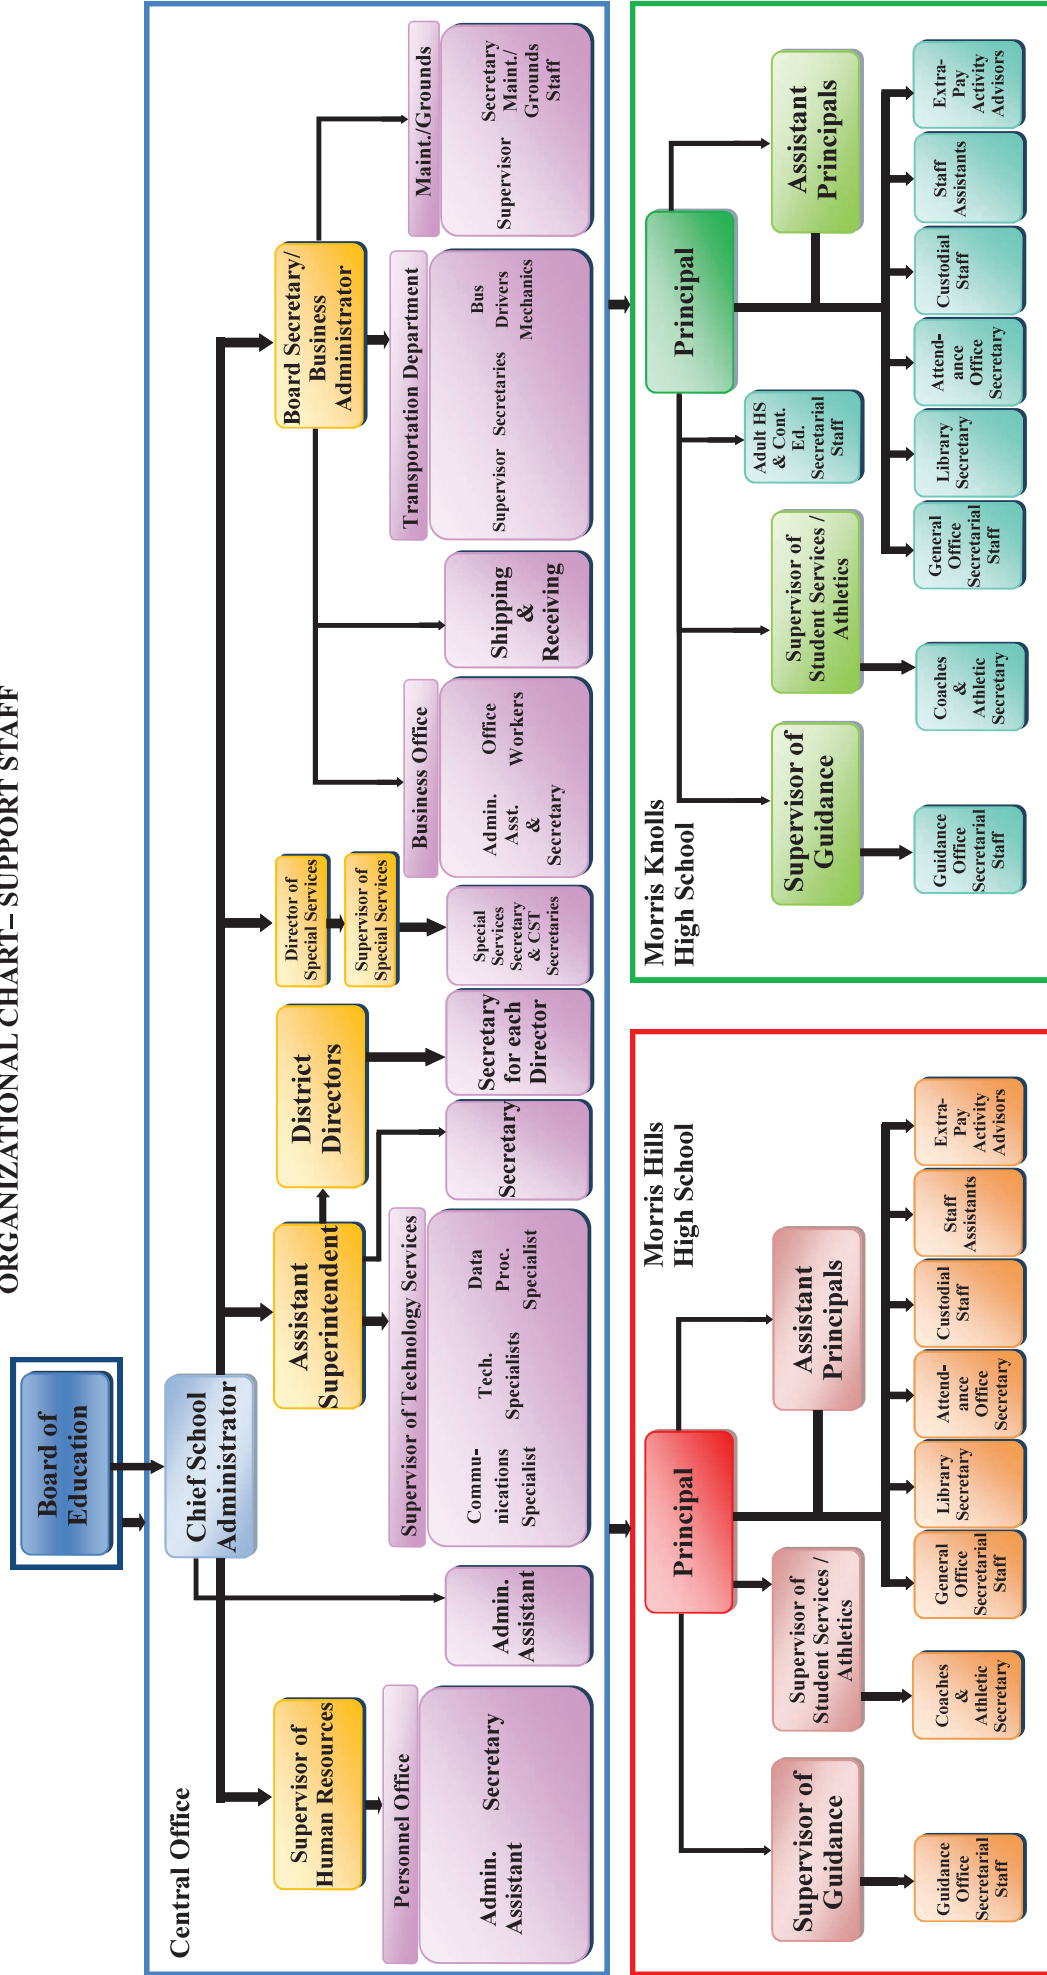 ORGANIZATIONAL CHART– SUPPORT STAFF
Board of
Education
Central Office
Chief School
Administrator
Supervisor of
Human Resources
Assistant
Superintendent
District
Directors
Director of
Special Services
Supervisor of
Special Services
Board Secretary/
Business
Administrator
Personnel Office
Admin.
Assistant
Secretary
Admin.
Assistant
Supervisor of Technology Services
Commu-
nications
Specialist
Tech.
Specialists
Data
Proc.
Specialist
Secretary
Secretary
for each
Director
Special
Services
Secretary
& CST
Secretaries
Business Office
Admin.
Asst.
&
Secretary
Office
Workers
Shipping
&
Receiving
Transportation Department
Supervisor
Secretaries
Bus
Drivers
Mechanics
Maint./Grounds
Supervisor
Secretary
Maint./
Grounds
Staff
Morris Hills
High School
Principal
Supervisor of
Guidance
Supervisor of
Student Services /
Athletics
Assistant
Principals
Guidance
Office
Secretarial
Staff
Coaches
&
Athletic
Secretary
General
Office
Secretarial
Staff
Library
Secretary
Attend-
ance
Office
Secretary
Custodial
Staff
Staff
Assistants
Extra-
Pay
Activity
Advisors
Morris Knolls
High School
Principal
Supervisor of
Guidance
Supervisor of
Student Services /
Athletics
Adult HS
& Cont.
Ed.
Secretarial
Staff
Assistant
Principals
Guidance
Office
Secretarial
Staff
Coaches
&
Athletic
Secretary
General
Office
Secretarial
Staff
Library
Secretary
Attend-
ance
Office
Secretary
Custodial
Staff
Staff
Assistants
Extra-
Pay
Activity
Advisors